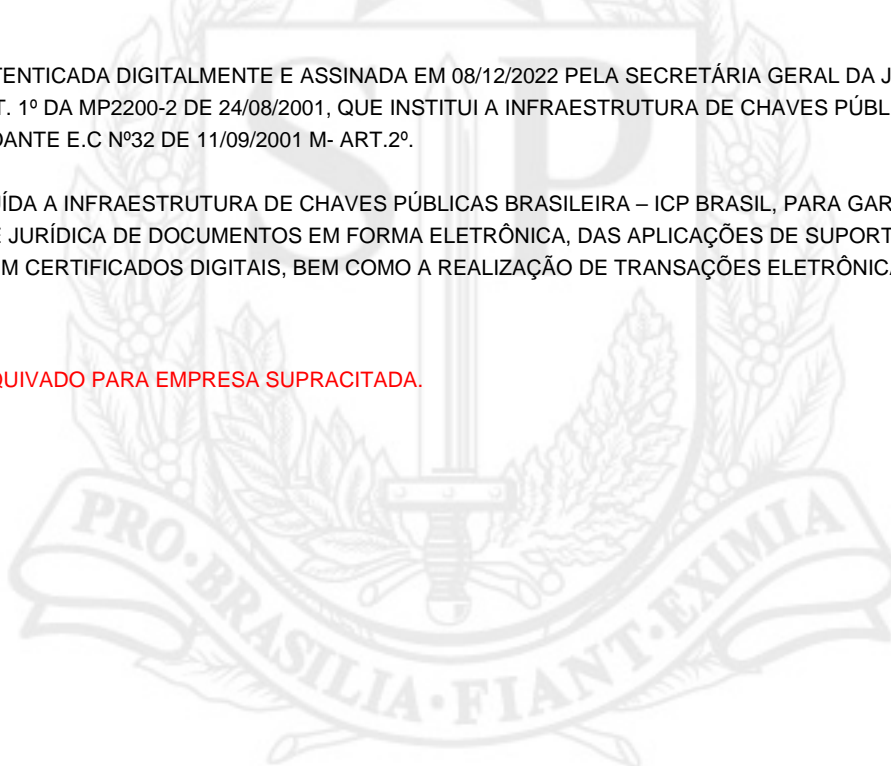 SP
TENTICADA DIGITALMENTE E ASSINADA EM 08/12/2022 PELA SECRETÁRIA GERAL DA J
T. 1º DA MP2200-2 DE 24/08/2001, QUE INSTITUI A INFRAESTRUTURA DE CHAVES PÚBL
DANTE E.C Nº32 DE 11/09/2001 M- ART.2º.
ÍDA A INFRAESTRUTURA DE CHAVES PÚBLICAS BRASILEIRA – ICP BRASIL, PARA GAR
E JURÍDICA DE DOCUMENTOS EM FORMA ELETRÔNICA, DAS APLICAÇÕES DE SUPORT
M CERTIFICADOS DIGITAIS, BEM COMO A REALIZAÇÃO DE TRANSAÇÕES ELETRÔNICA
QUIVADO PARA EMPRESA SUPRACITADA.
PRO·BRASILIA·FIANT·EXIMIA